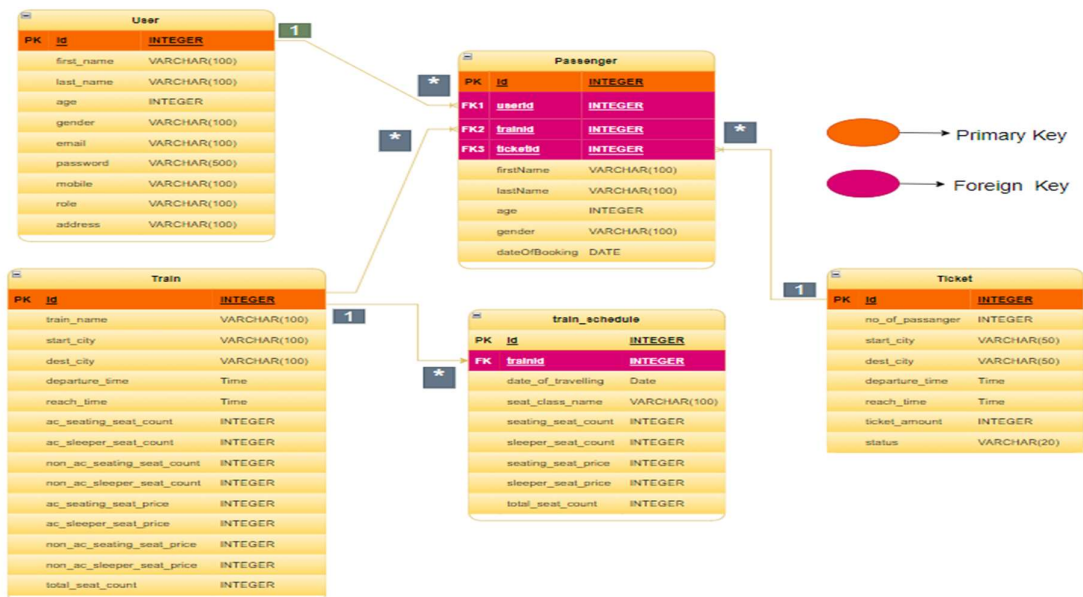 User
PK Id INTEGER
first_name VARCHAR(100)
last_name VARCHAR(100)
age INTEGER
gender VARCHAR(100)
email VARCHAR(100)
password VARCHAR(500)
mobile VARCHAR(100)
role VARCHAR(100)
address VARCHAR(100)
1
*
*
*
Passenger
PK Id INTEGER
FK1 userId INTEGER
FK2 trainId INTEGER
FK3 ticketId INTEGER
firstName VARCHAR(100)
lastName VARCHAR(100)
age INTEGER
gender VARCHAR(100)
dateOfBooking DATE
Primary Key
Foreign Key
Train
PK Id INTEGER
train_name VARCHAR(100)
start_city VARCHAR(100)
dest_city VARCHAR(100)
departure_time Time
reach_time Time
ac_seating_seat_count INTEGER
ac_sleeper_seat_count INTEGER
non_ac_seating_seat_count INTEGER
non_ac_sleeper_seat_count INTEGER
ac_seating_seat_price INTEGER
ac_sleeper_seat_price INTEGER
non_ac_seating_seat_price INTEGER
non_ac_sleeper_seat_price INTEGER
total_seat_count INTEGER
1
*
train_schedule
PK Id INTEGER
FK trainId INTEGER
date_of_travelling Date
seat_class_name VARCHAR(100)
seating_seat_count INTEGER
sleeper_seat_count INTEGER
seating_seat_price INTEGER
sleeper_seat_price INTEGER
total_seat_count INTEGER
1
Ticket
PK Id INTEGER
no_of_passanger INTEGER
start_city VARCHAR(50)
dest_city VARCHAR(50)
departure_time Time
reach_time Time
ticket_amount INTEGER
status VARCHAR(20)